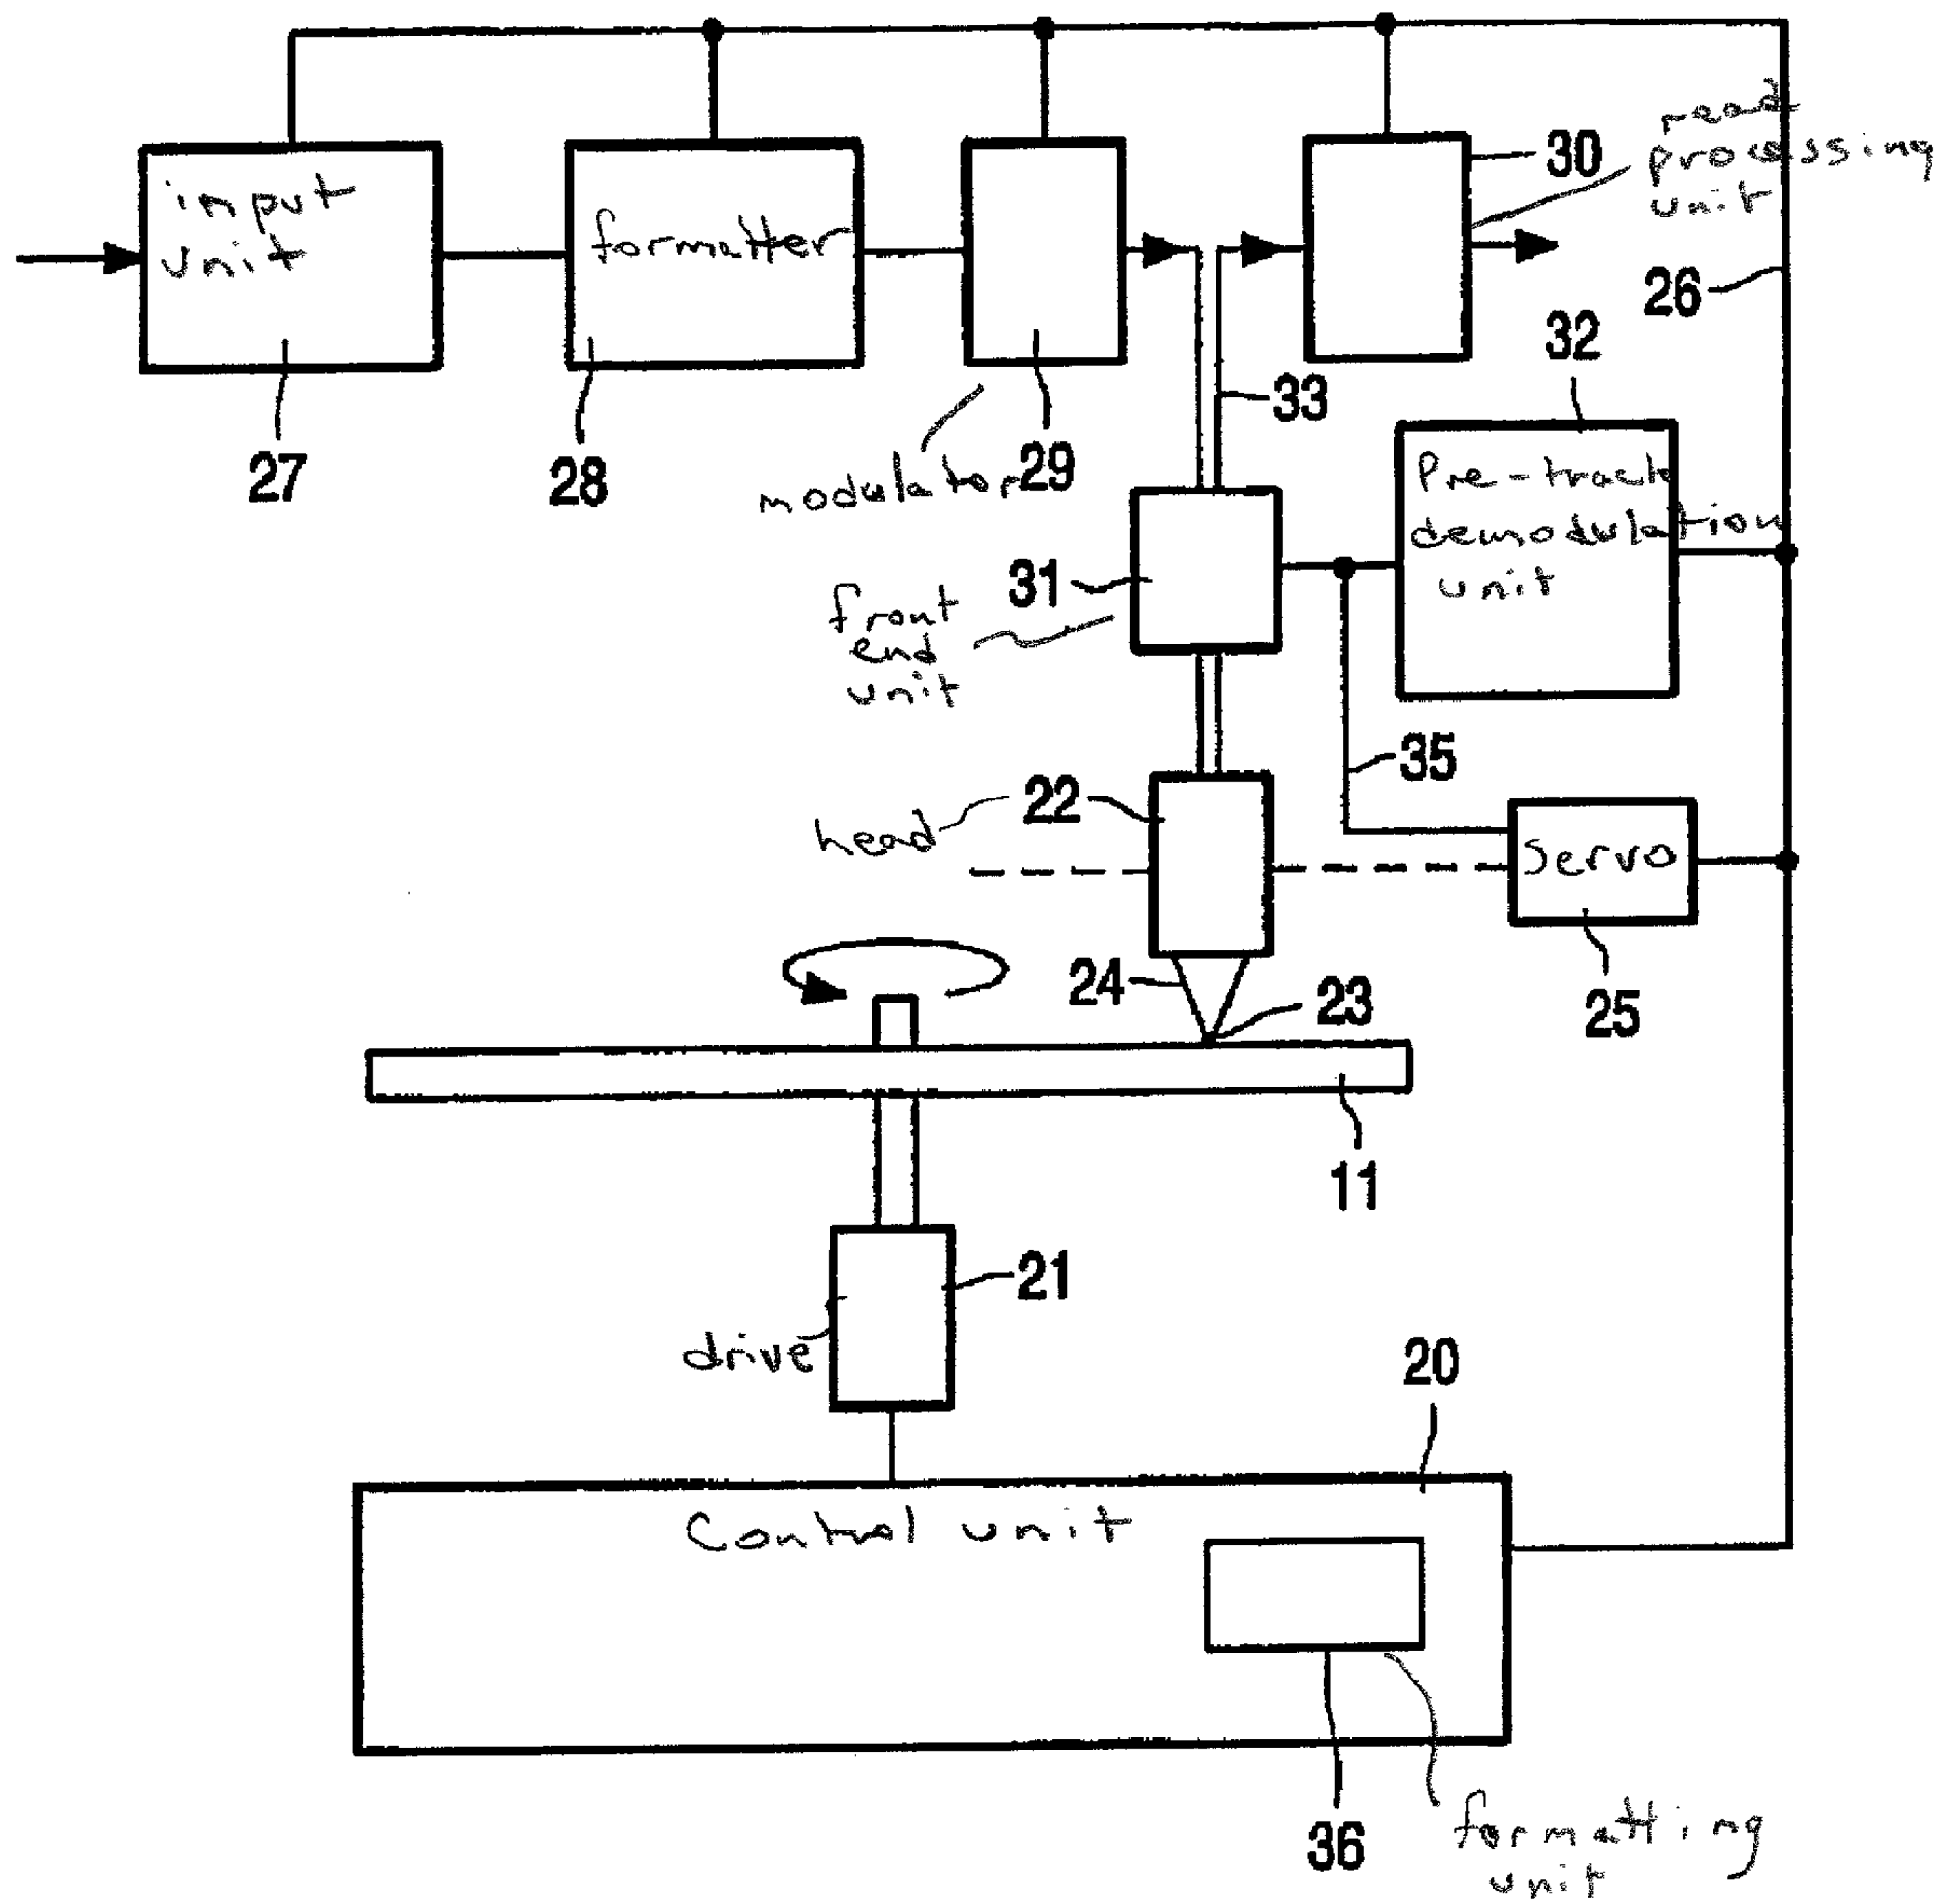 read
processing
unit
30
input
unit
formatter
26
32
33
27
28
modulator
29
Pre-track
demodulation
unit
31
front
end
unit
35
22
head
Servo
24
23
25
11
21
drive
20
Control unit
36
formatting
unit